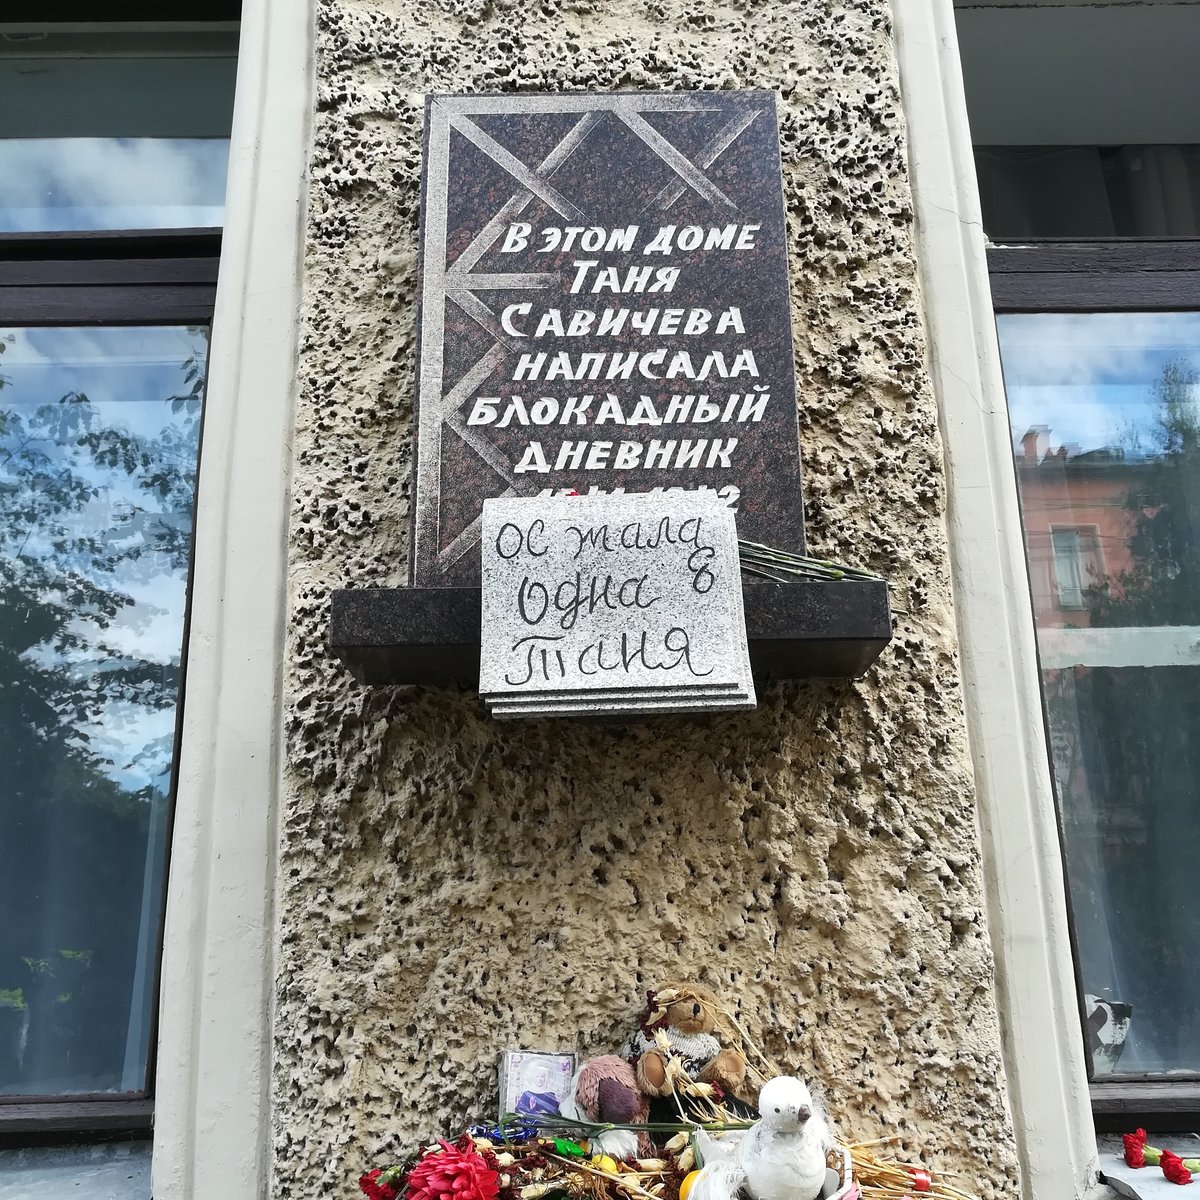 В ЭТОМ ДОМЕ
ТАНЯ
САВИЧЕВА
НАПИСАЛА
БЛОКАДНЫЙ
ДНЕВНИК
осталась
одна
Таня